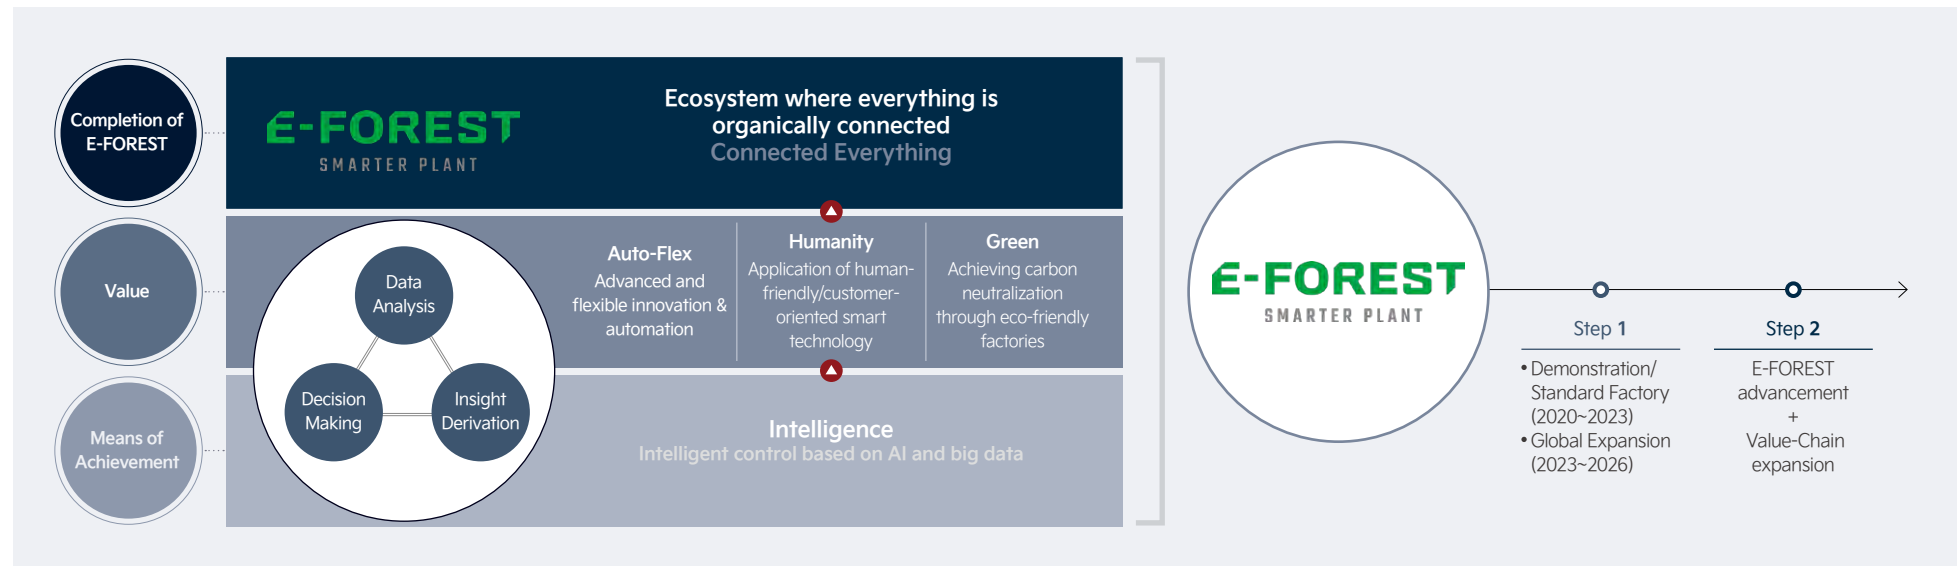 Completion of
E-FOREST
E-FOREST
SMARTER PLANT
Ecosystem where everything is
organically connected
Connected Everything
Value
Data
Analysis
Decision
Making
Insight
Derivation
Auto-Flex
Advanced and
flexible innovation &
automation
Humanity
Application of human-
friendly/customer-
oriented smart
technology
Green
Achieving carbon
neutralization
through eco-friendly
factories
Means of
Achievement
Intelligence
Intelligent control based on AI and big data
E-FOREST
SMARTER PLANT
Step 1
• Demonstration/
Standard Factory
(2020~2023)
• Global Expansion
(2023~2026)
Step 2
E-FOREST
advancement
+
Value-Chain
expansion